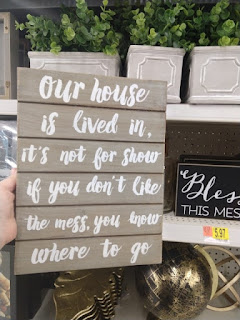 our house
is lived in,
it's not for show
if you don't like
the mess, you know
where to go
Bless
THIS MES
5.97